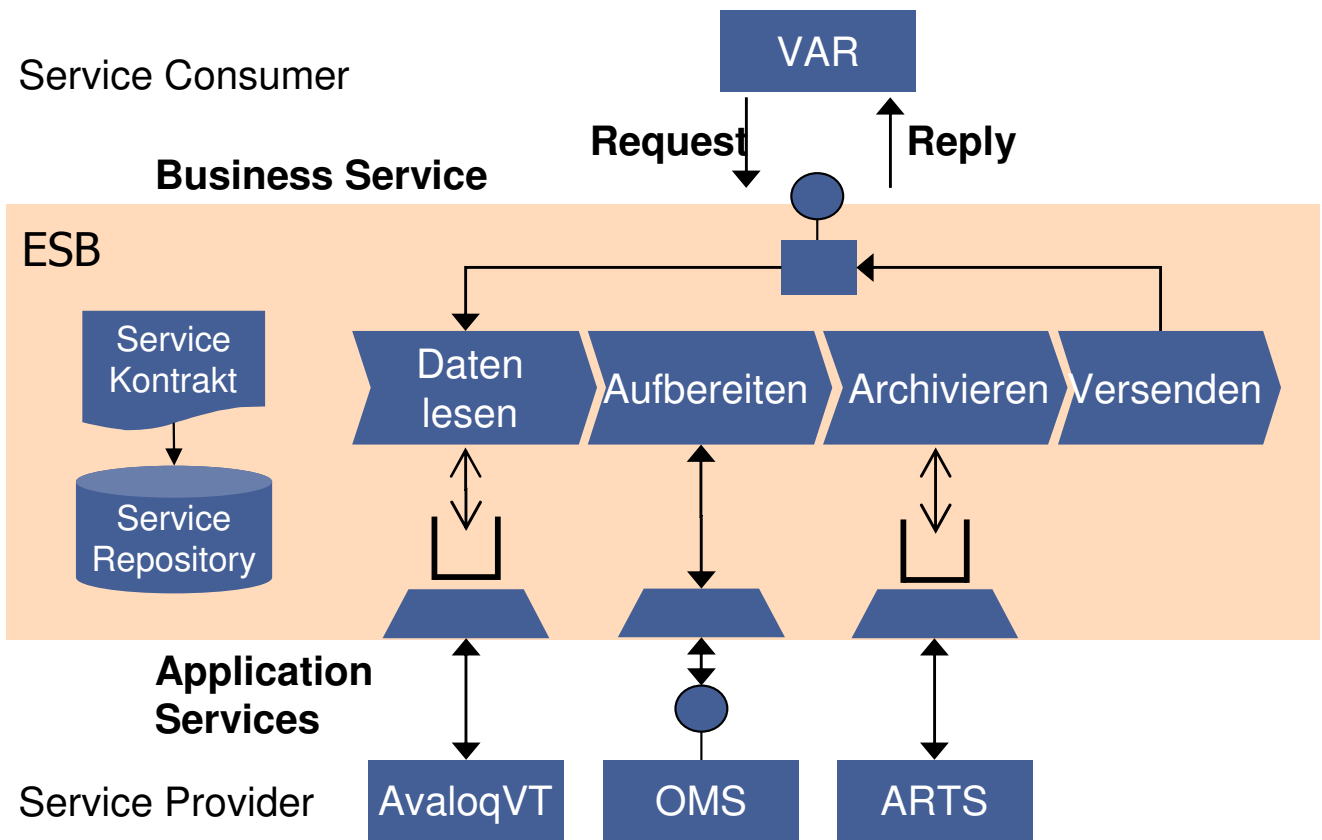 VAR
Service Consumer
Request
Reply
Business Service
ESB
Service
Kontrakt
Daten
lesen
Aufbereiten
Archivieren
Versenden
Service
Repository
Application
Services
Service Provider
AvaloqVT
OMS
ARTS